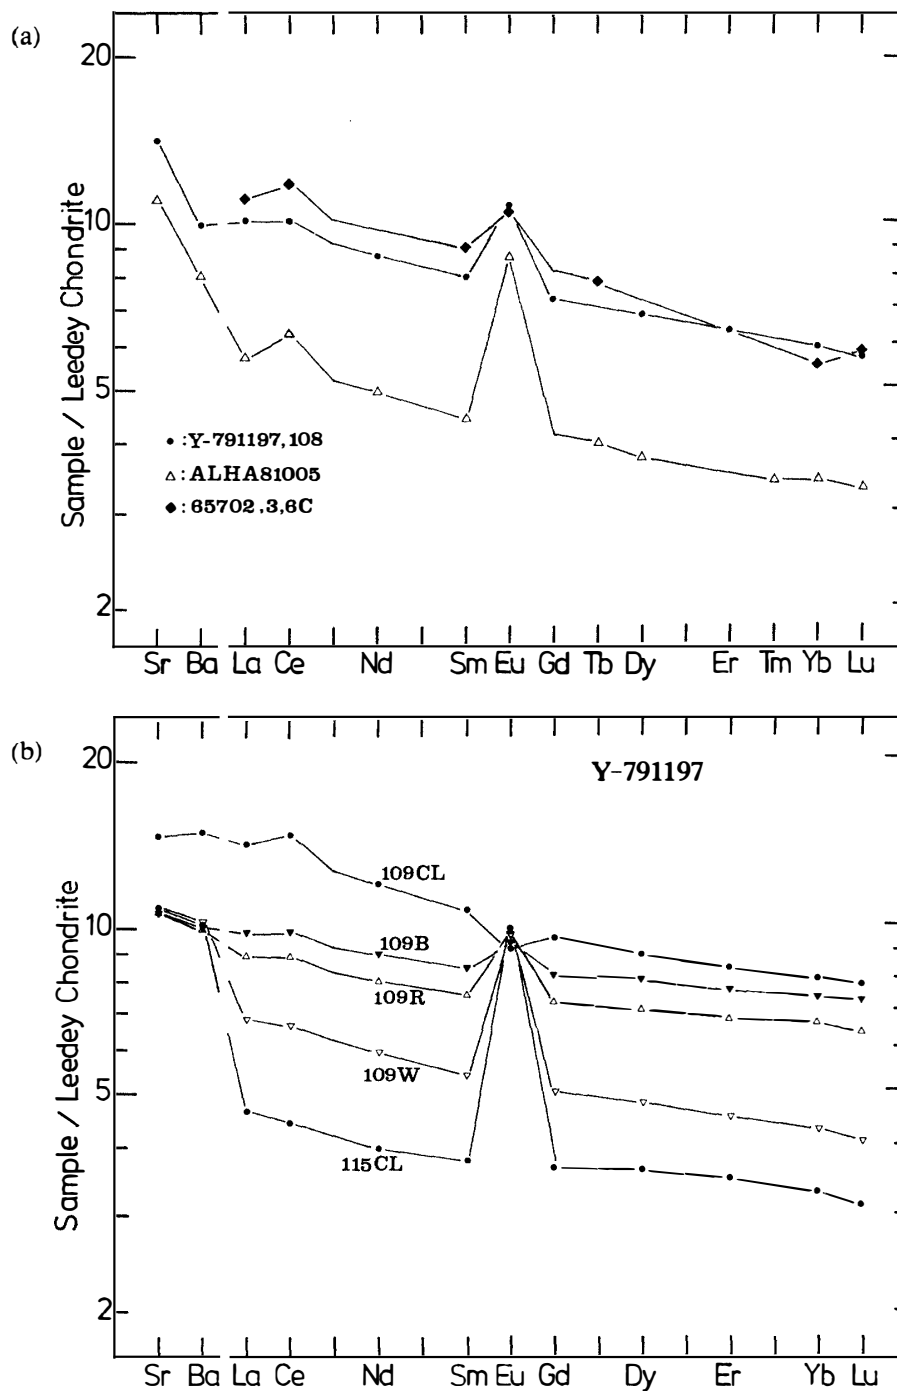 (a)
20
10
5
2
Sample / Leedey Chondrite
• : Y-791197,108
△ : ALHA81005
◆ : 65702,3,6C
Sr Ba La Ce Nd Sm Eu Gd Tb Dy Er Tm Yb Lu
(b)
Y-791197
20
10
5
2
Sample / Leedey Chondrite
109CL
109B
109R
109W
115CL
Sr Ba La Ce Nd Sm Eu Gd Dy Er Yb Lu